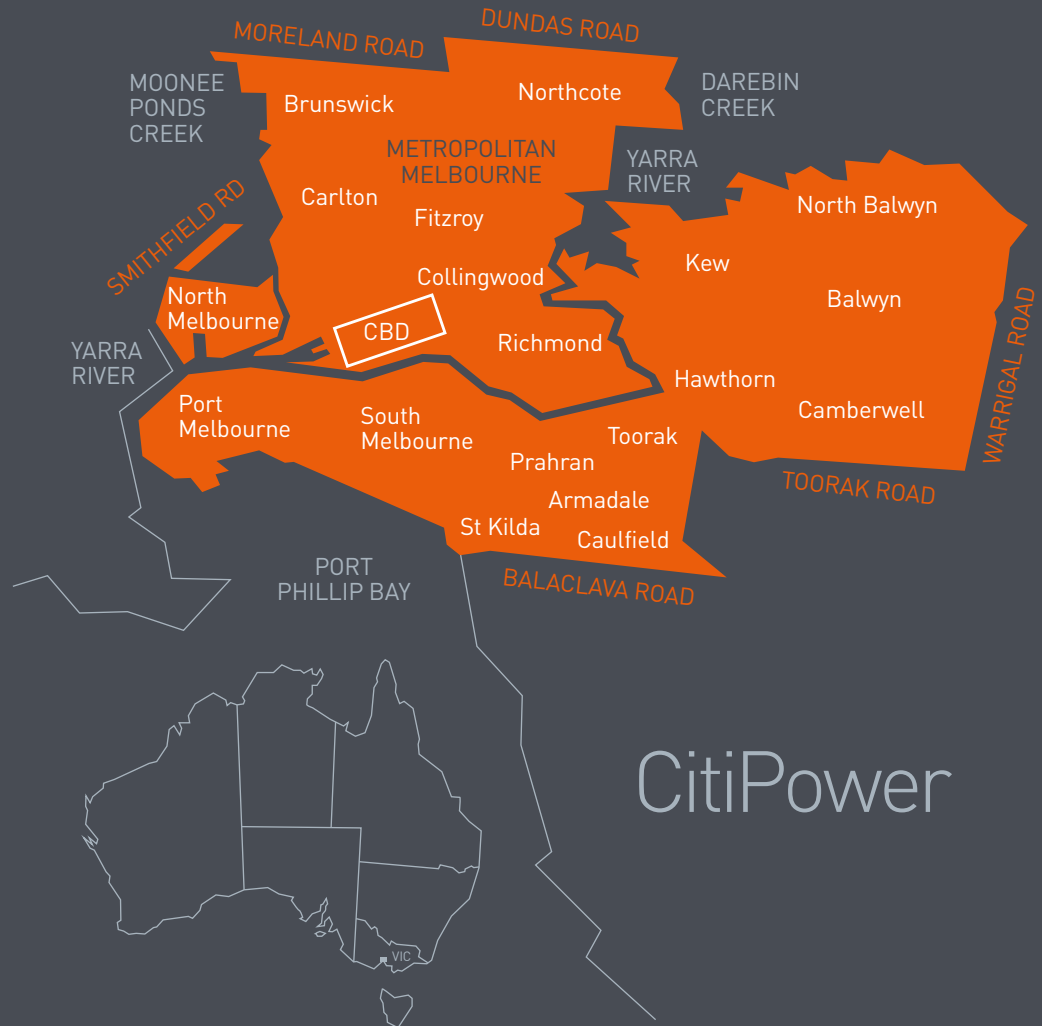 DUNDAS ROAD
MORELAND ROAD
MOONEE
PONDS
CREEK
Brunswick
Northcote
DAREBIN
CREEK
METROPOLITAN
MELBOURNE
YARRA
RIVER
Carlton
Fitzroy
North Balwyn
SMITHFIELD RD
Collingwood
Kew
North
Melbourne
Balwyn
CBD
Richmond
YARRA
RIVER
WARRIGAL ROAD
Hawthorn
Port
Melbourne
South
Melbourne
Camberwell
Toorak
Prahran
TOORAK ROAD
Armadale
St Kilda
Caulfield
PORT
PHILLIP BAY
BALACLAVA ROAD
CitiPower
VIC